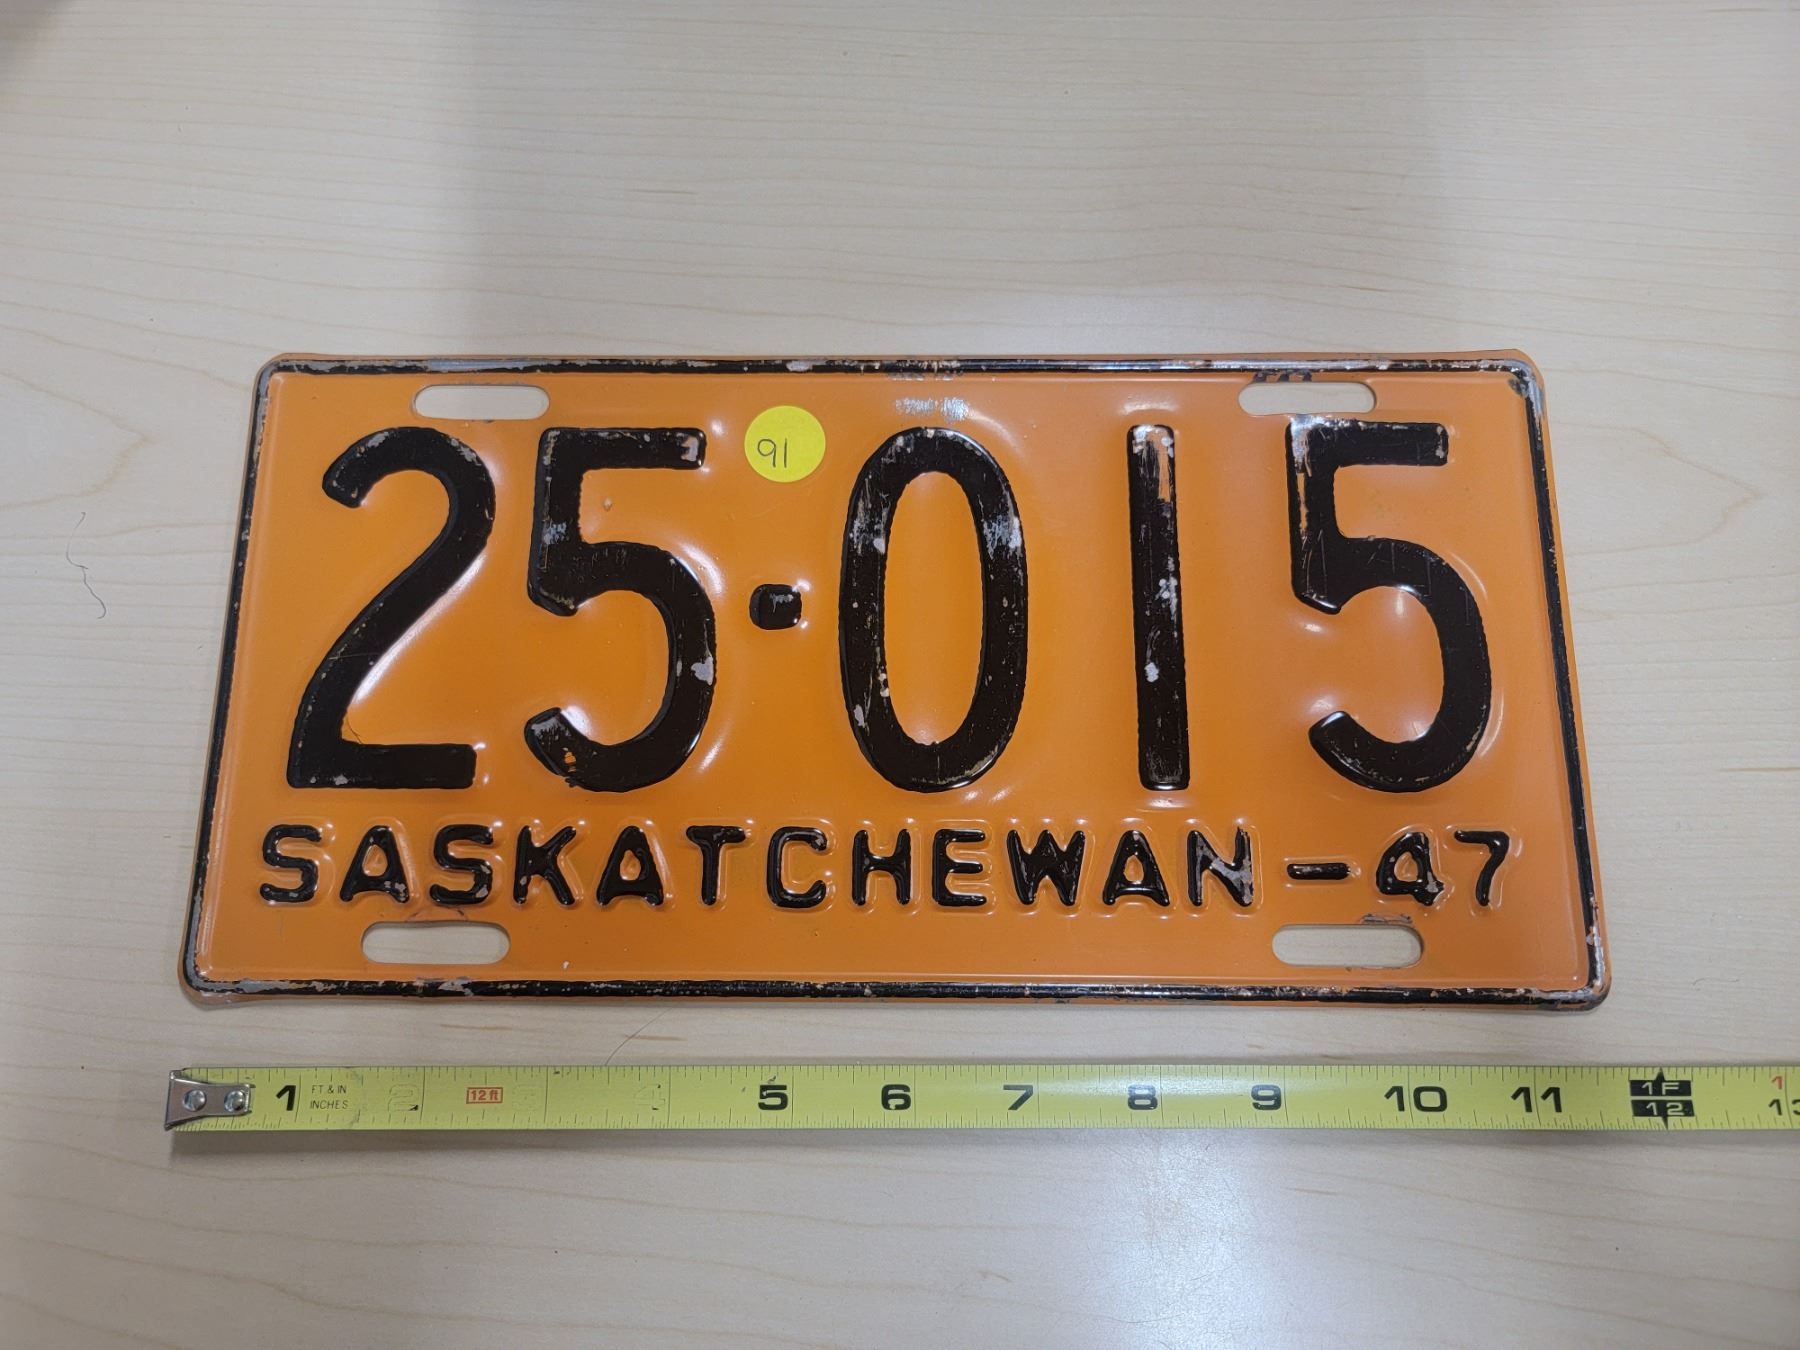 91
25·015
SASKATCHEWAN-47
1 FT & IN INCHES 2 12ft 3 4 5 6 7 8 9 10 11 1F 12 1